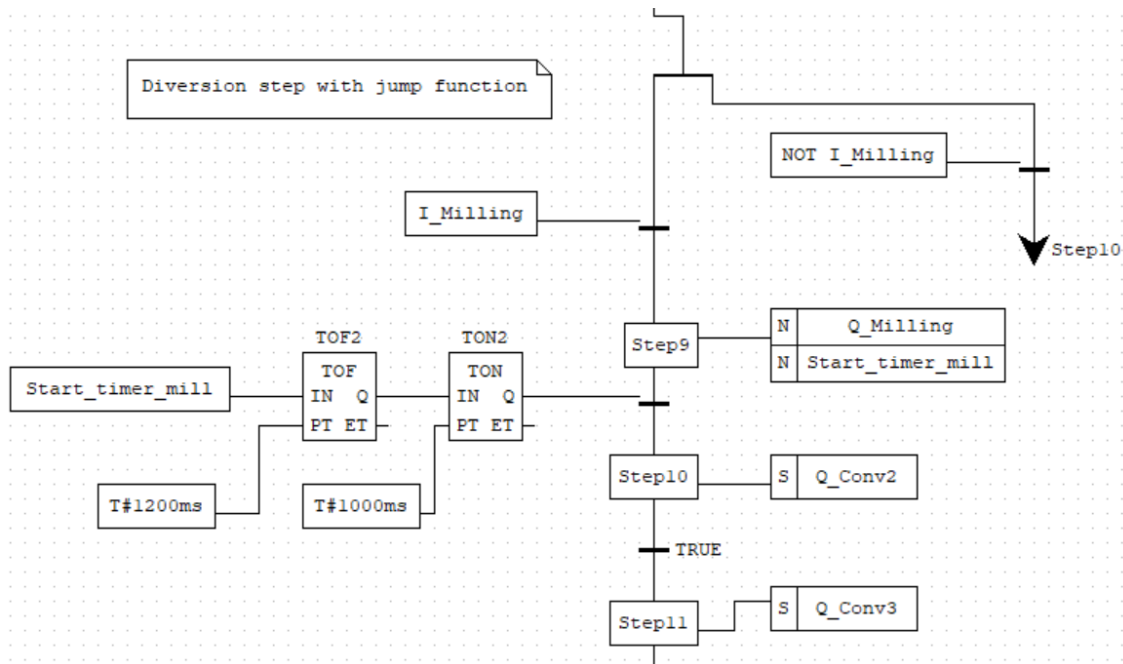 Diversion step with jump function
NOT I_Milling
I_Milling
Step10
TOF2
TON2
Step9
N Q_Milling
N Start_timer_mill
Start_timer_mill
TOF
IN Q
PT ET
TON
IN Q
PT ET
T#1200ms
T#1000ms
Step10
S Q_Conv2
TRUE
Step11
S Q_Conv3